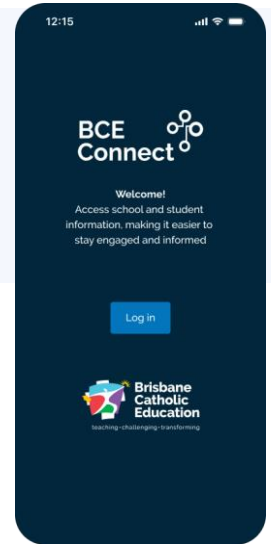 12:15
BCE
Connect
Welcome!
Access school and student
information, making it easier to
stay engaged and informed
Log in
Brisbane
Catholic
Education
teaching-challenging-transforming